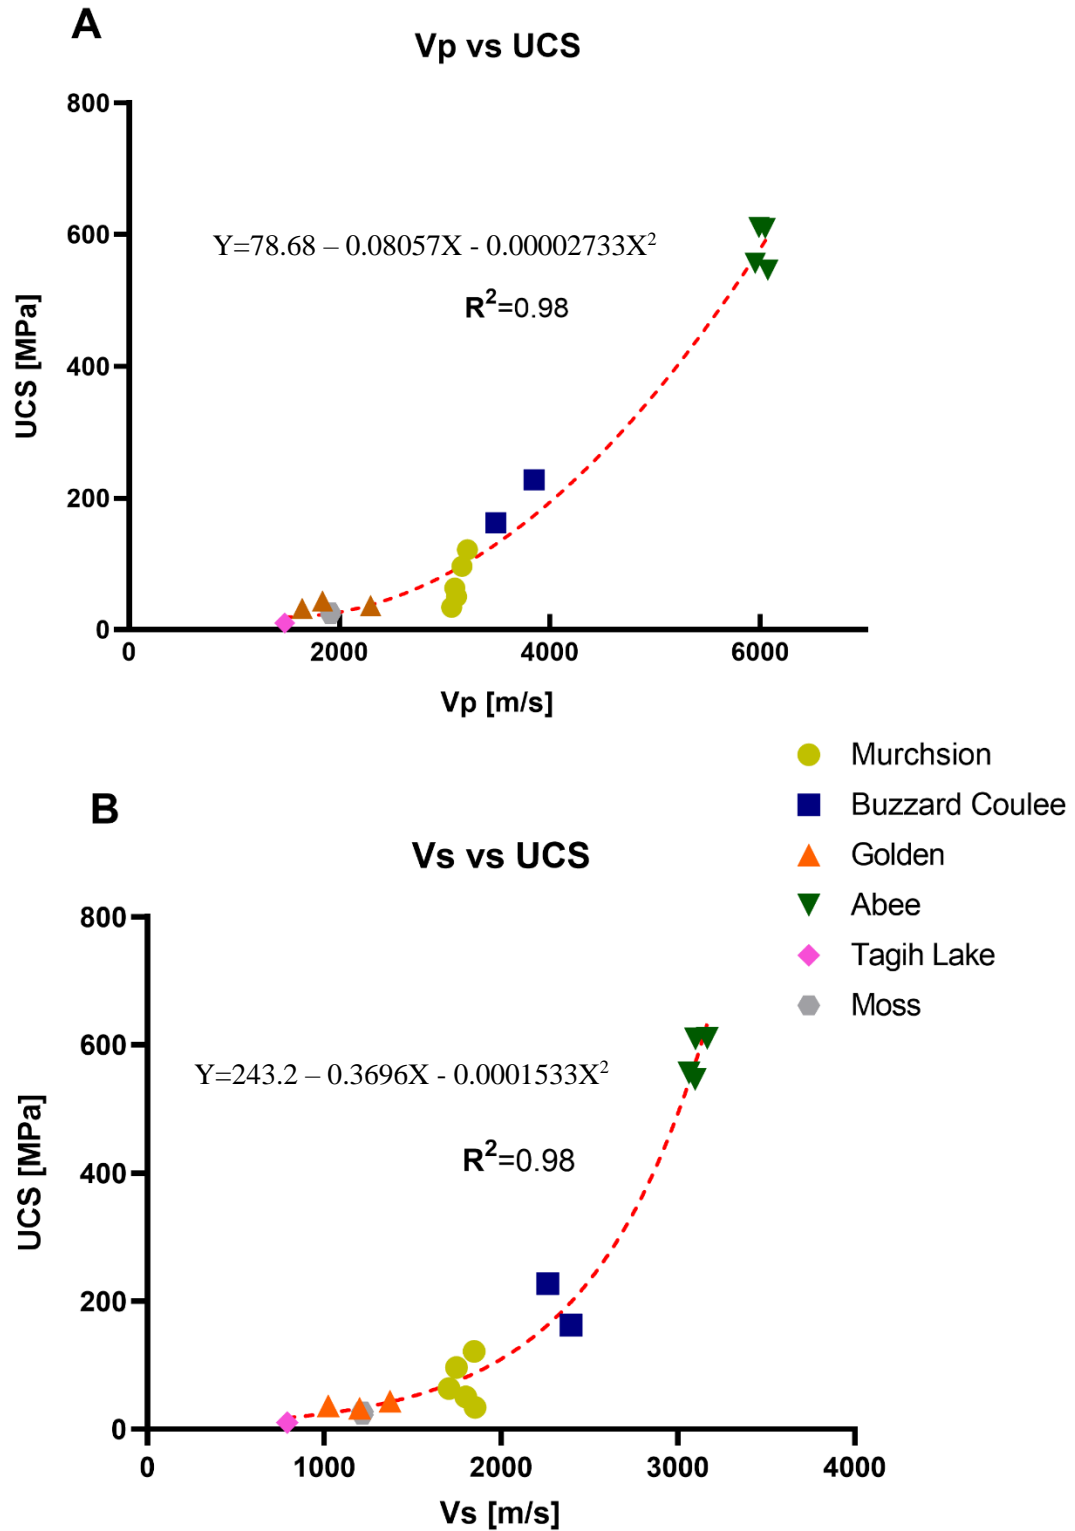 A
Vp vs UCS
800
600
400
200
0
Y=78.68 – 0.08057X - 0.00002733X²
R²=0.98
UCS [MPa]
0 2000 4000 6000
Vp [m/s]
Murchsion
Buzzard Coulee
Golden
Abee
Tagih Lake
Moss
B
Vs vs UCS
800
600
400
200
0
Y=243.2 – 0.3696X - 0.0001533X²
R²=0.98
UCS [MPa]
0 1000 2000 3000 4000
Vs [m/s]